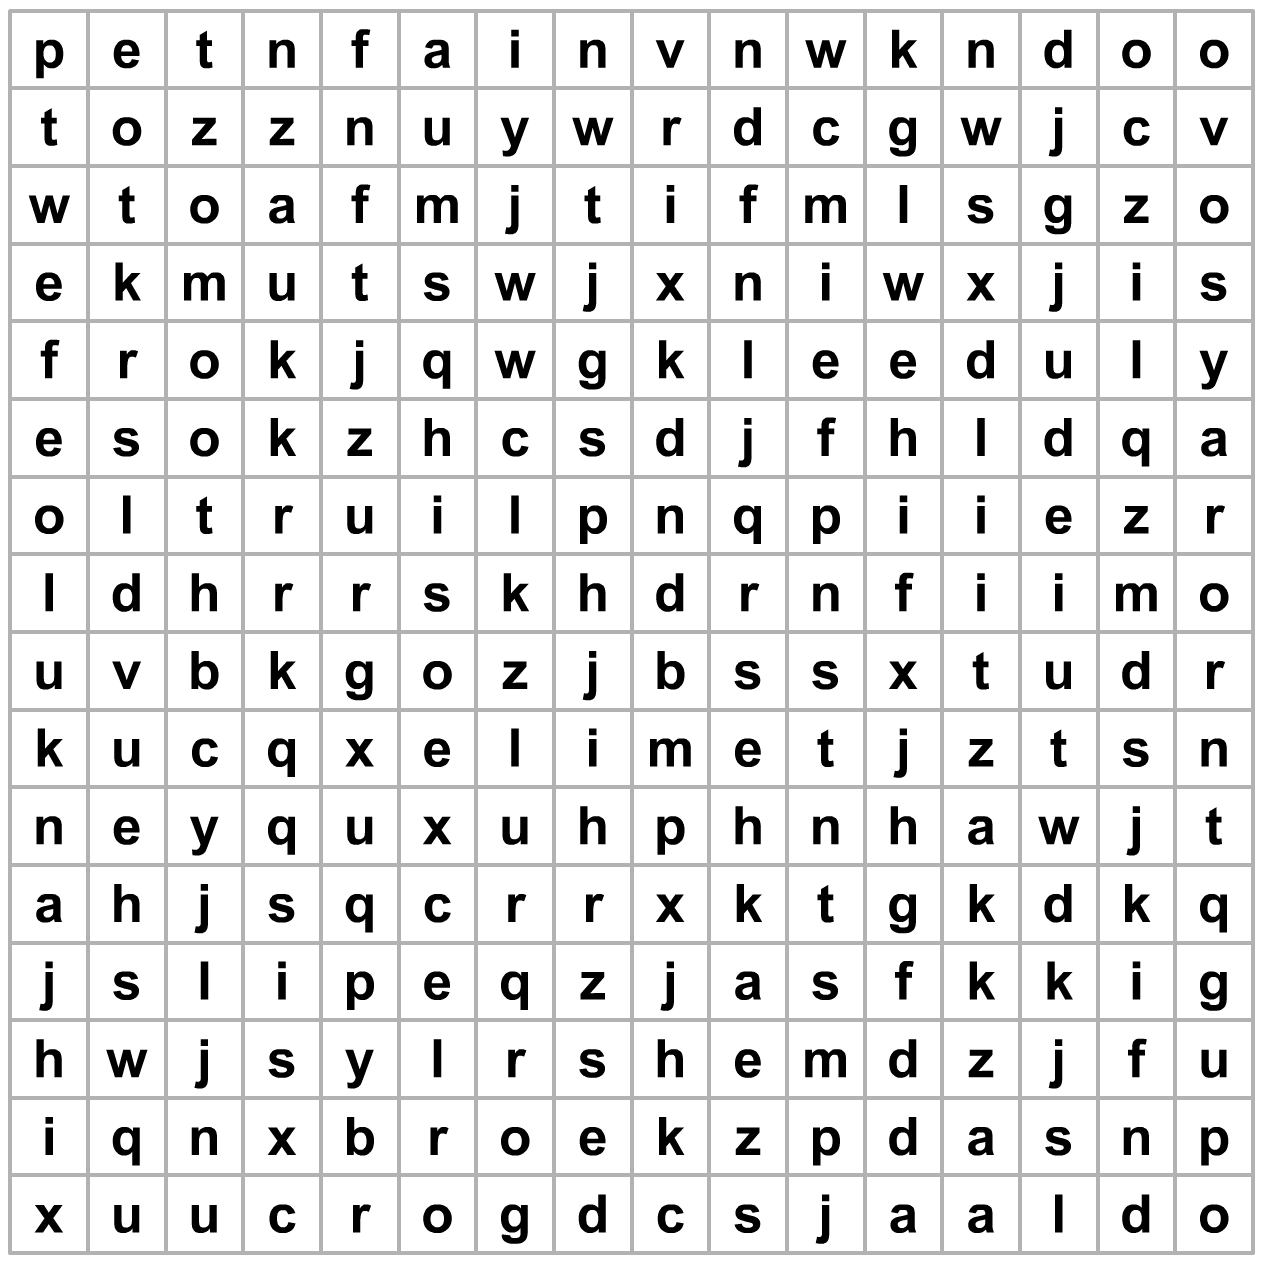 p e t n f a i n v n w k n d o o
t o z z n u y w r d c g w j c v
w t o a f m j t i f m l s g z o
e k m u t s w j x n i w x j i s
f r o k j q w g k l e e d u l y
e s o k z h c s d j f h l d q a
o l t r u i l p n q p i i e z r
l d h r r s k h d r n f i i m o
u v b k g o z j b s s x t u d r
k u c q x e l i m e t j z t s n
n e y q u x u h p h n h a w j t
a h j s q c r r x k t g k d k q
j s l i p e q z j a s f k k i g
h w j s y l r s h e m d z j f u
i q n x b r o e k z p d a s n p
x u u c r o g d c s j a a l d o